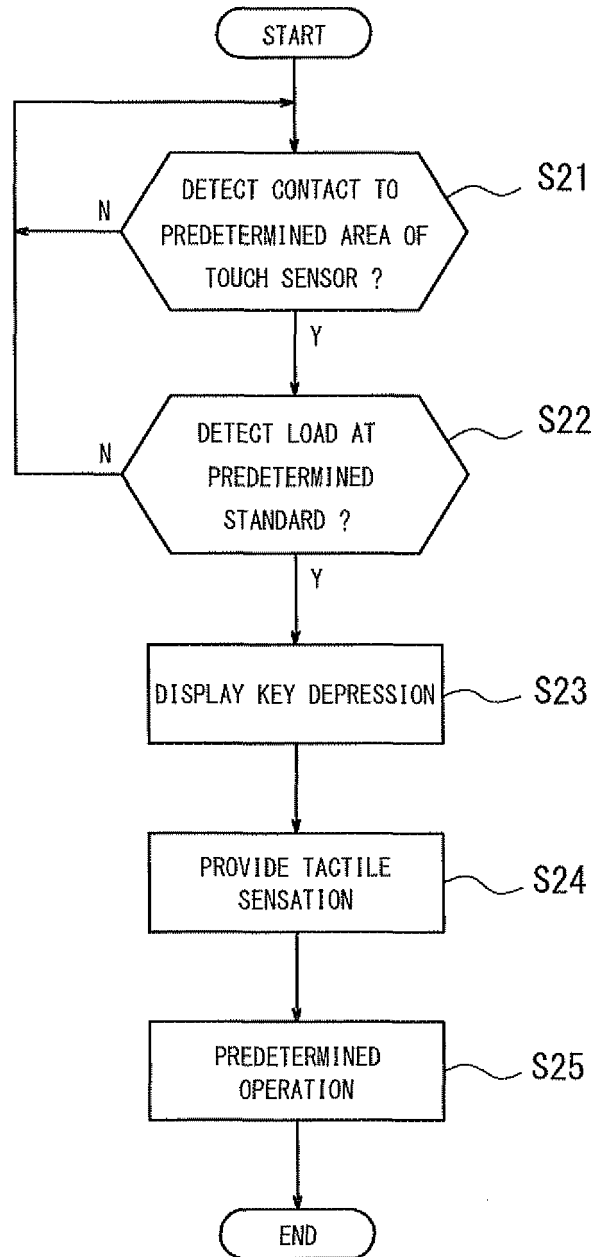 START
DETECT CONTACT TO
PREDETERMINED AREA OF
TOUCH SENSOR ?
S21
N
Y
DETECT LOAD AT
PREDETERMINED
STANDARD ?
S22
N
Y
DISPLAY KEY DEPRESSION
S23
PROVIDE TACTILE
SENSATION
S24
PREDETERMINED
OPERATION
S25
END